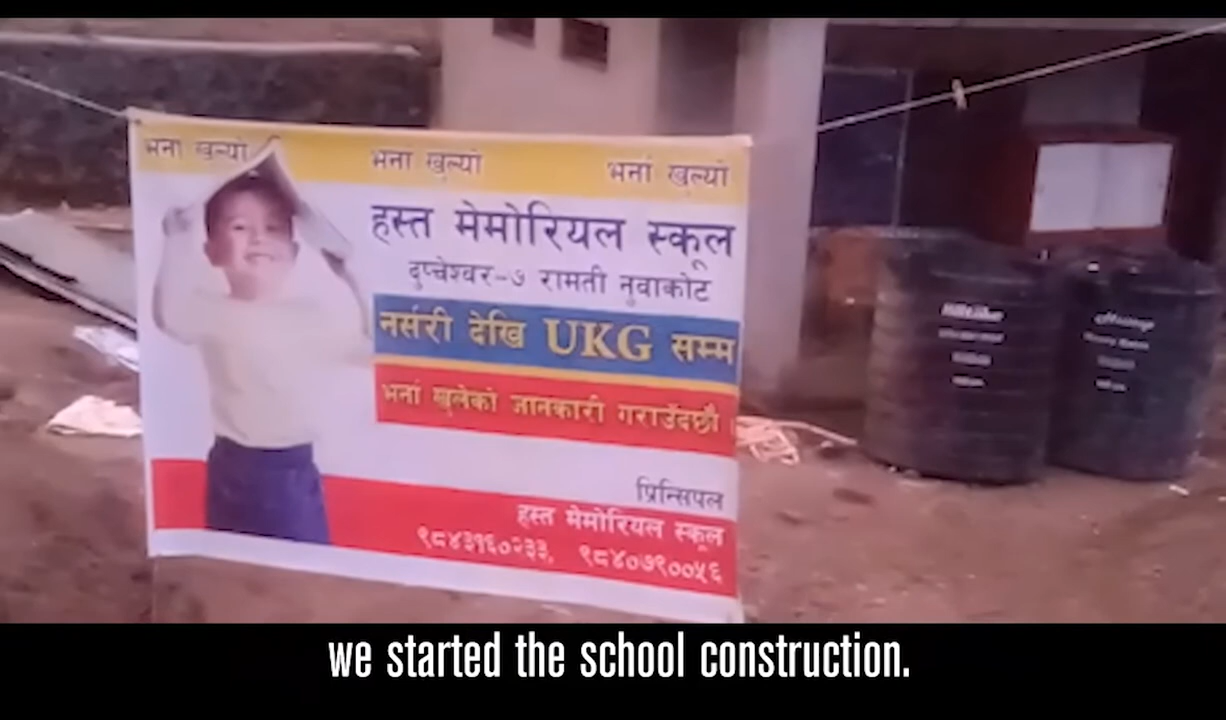 भर्ना खुल्यो भर्ना खुल्यो भर्ना खुल्यो
हस्त मेमोरियल स्कूल
दुप्चेश्वर-७ रामती नुवाकोट
नर्सरी देखि UKG सम्म
भर्ना खुलेको जानकारी गराउँदछौं ।
प्रिन्सिपल
हस्त मेमोरियल स्कूल
९८४३१६०२३३, ९८४०७९००५६
we started the school construction.